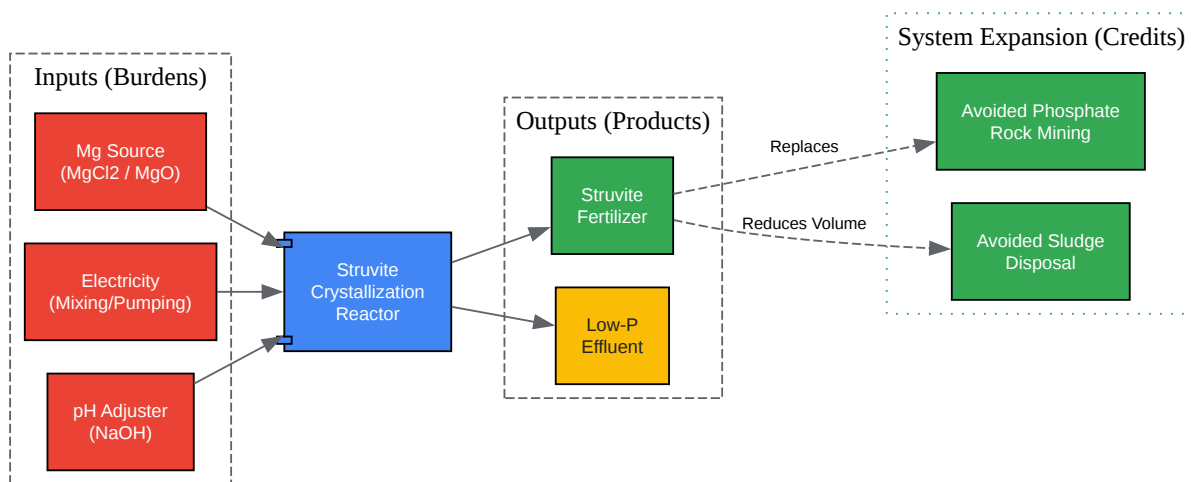 Inputs (Burdens)
Mg Source
(MgCl2 / MgO)
Electricity
(Mixing/Pumping)
pH Adjuster
(NaOH)
Struvite
Crystallization
Reactor
Outputs (Products)
Struvite
Fertilizer
Low-P
Effluent
Replaces
Reduces Volume
System Expansion (Credits)
Avoided Phosphate
Rock Mining
Avoided Sludge
Disposal